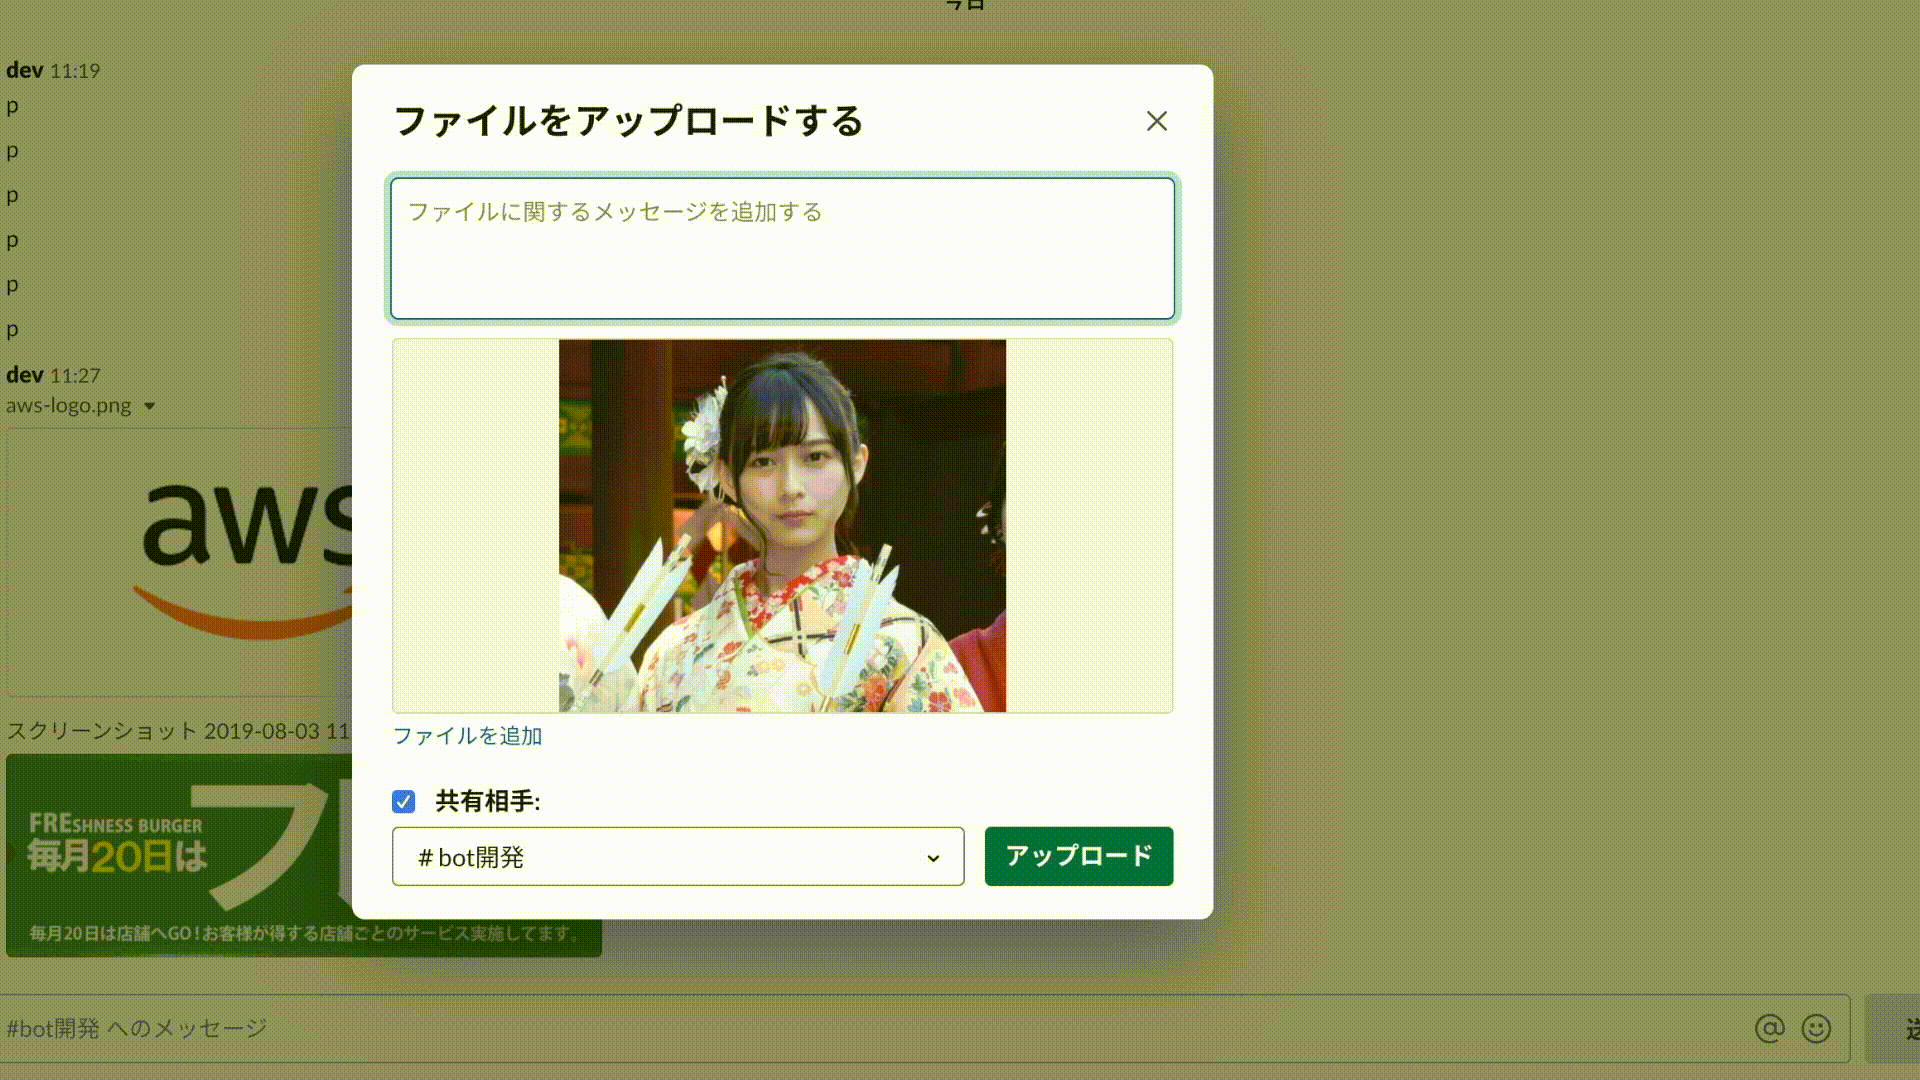 今日
dev 11:19
p
p
p
p
p
p
dev 11:27
aws-logo.png
aws
スクリーンショット 2019-08-03 11
FRESHNESS BURGER
毎月20日は
フ
毎月20日は店舗へGO!お客様が得する店舗ごとのサービス実施してます。
ファイルをアップロードする
ファイルに関するメッセージを追加する
ファイルを追加
共有相手:
# bot開発
アップロード
#bot開発 へのメッセージ